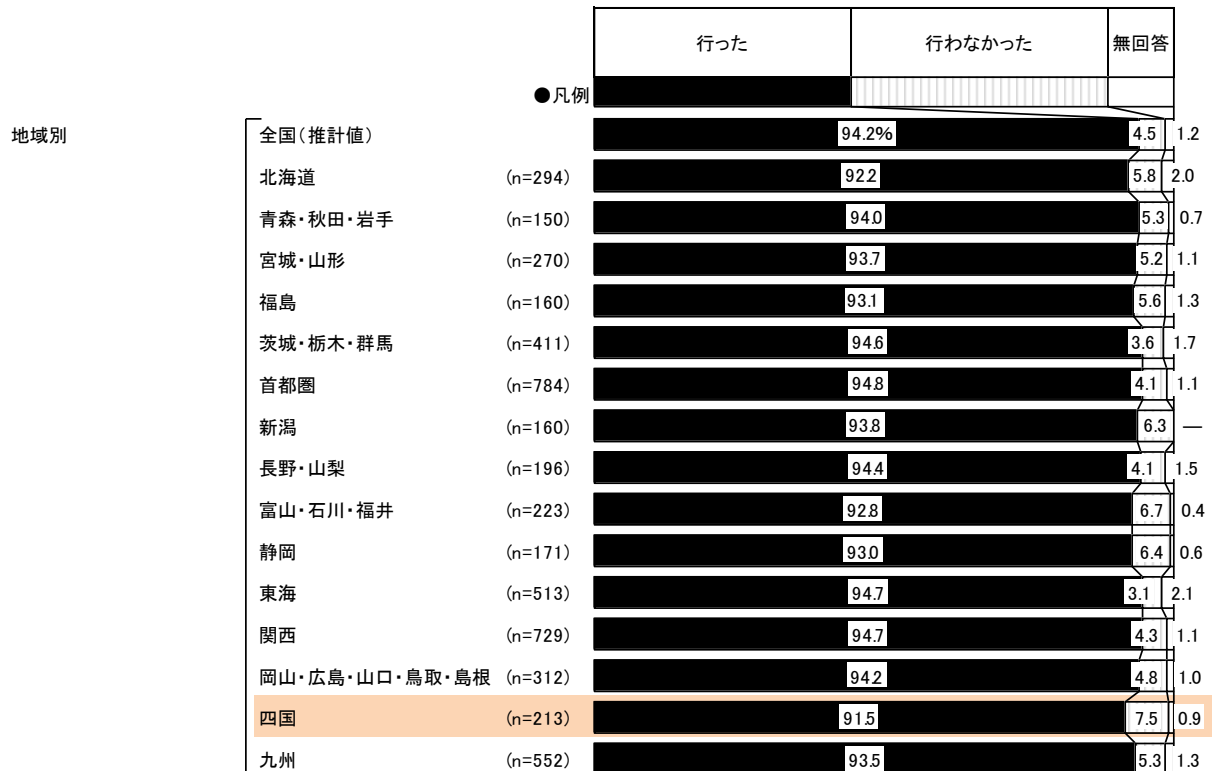 行った 行わなかった 無回答
●凡例
地域別 全国(推計値) 94.2% 4.5 1.2
北海道 (n=294) 92.2 5.8 2.0
青森・秋田・岩手 (n=150) 94.0 5.3 0.7
宮城・山形 (n=270) 93.7 5.2 1.1
福島 (n=160) 93.1 5.6 1.3
茨城・栃木・群馬 (n=411) 94.6 3.6 1.7
首都圏 (n=784) 94.8 4.1 1.1
新潟 (n=160) 93.8 6.3 ―
長野・山梨 (n=196) 94.4 4.1 1.5
富山・石川・福井 (n=223) 92.8 6.7 0.4
静岡 (n=171) 93.0 6.4 0.6
東海 (n=513) 94.7 3.1 2.1
関西 (n=729) 94.7 4.3 1.1
岡山・広島・山口・鳥取・島根 (n=312) 94.2 4.8 1.0
四国 (n=213) 91.5 7.5 0.9
九州 (n=552) 93.5 5.3 1.3